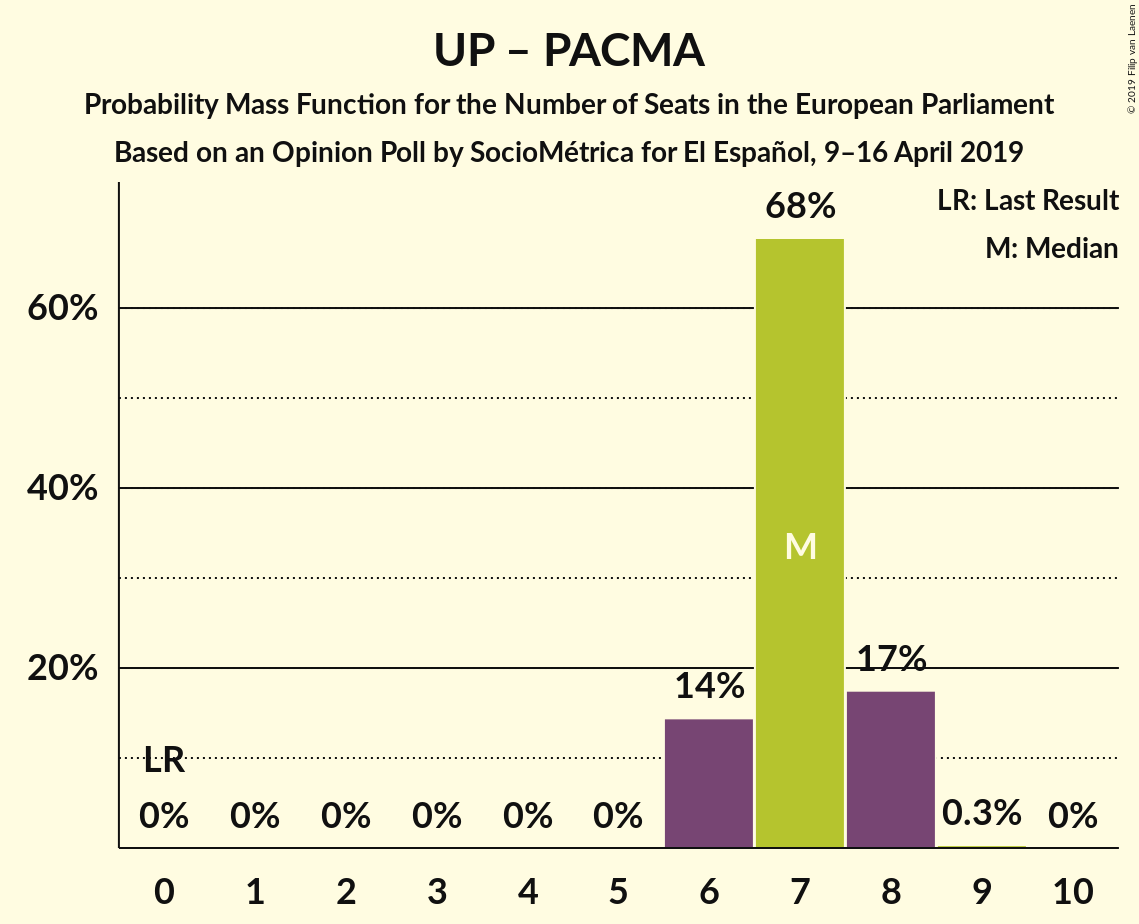 UP – PACMA
Probability Mass Function for the Number of Seats in the European Parliament
Based on an Opinion Poll by SocioMétrica for El Español, 9–16 April 2019
© 2019 Filip van Laenen
LR: Last Result
M: Median
68%
60%
40%
M
20%
17%
14%
LR
0% 0% 0% 0% 0% 0% 0.3% 0%
0 1 2 3 4 5 6 7 8 9 10